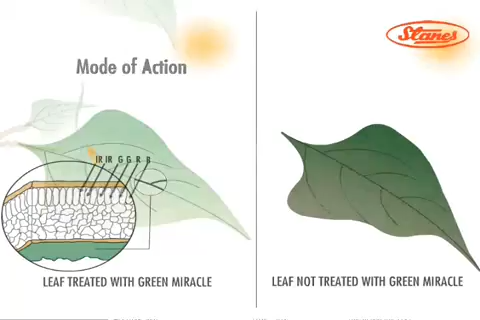 Mode of Action
Stanes
IR IR G G R R
LEAF TREATED WITH GREEN MIRACLE
LEAF NOT TREATED WITH GREEN MIRACLE